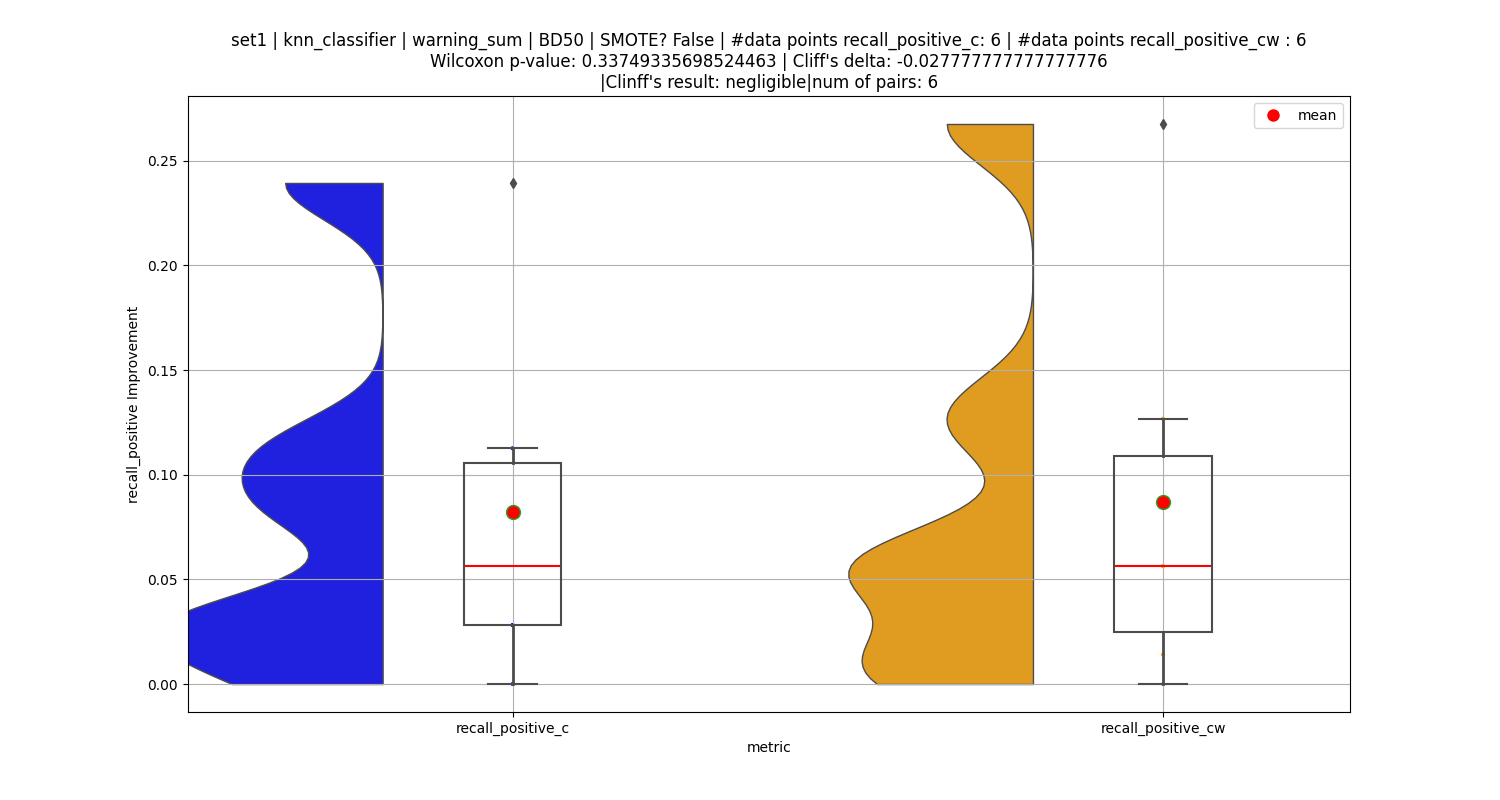 set1 | knn_classifier | warning_sum | BD50 | SMOTE? False | #data points recall_positive_c: 6 | #data points recall_positive_cw : 6
Wilcoxon p-value: 0.33749335698524463 | Cliff's delta: -0.027777777777777776
|Clinff's result: negligible|num of pairs: 6
mean
0.25
0.20
0.15
0.10
0.05
0.00
recall_positive Improvement
recall_positive_c
recall_positive_cw
metric